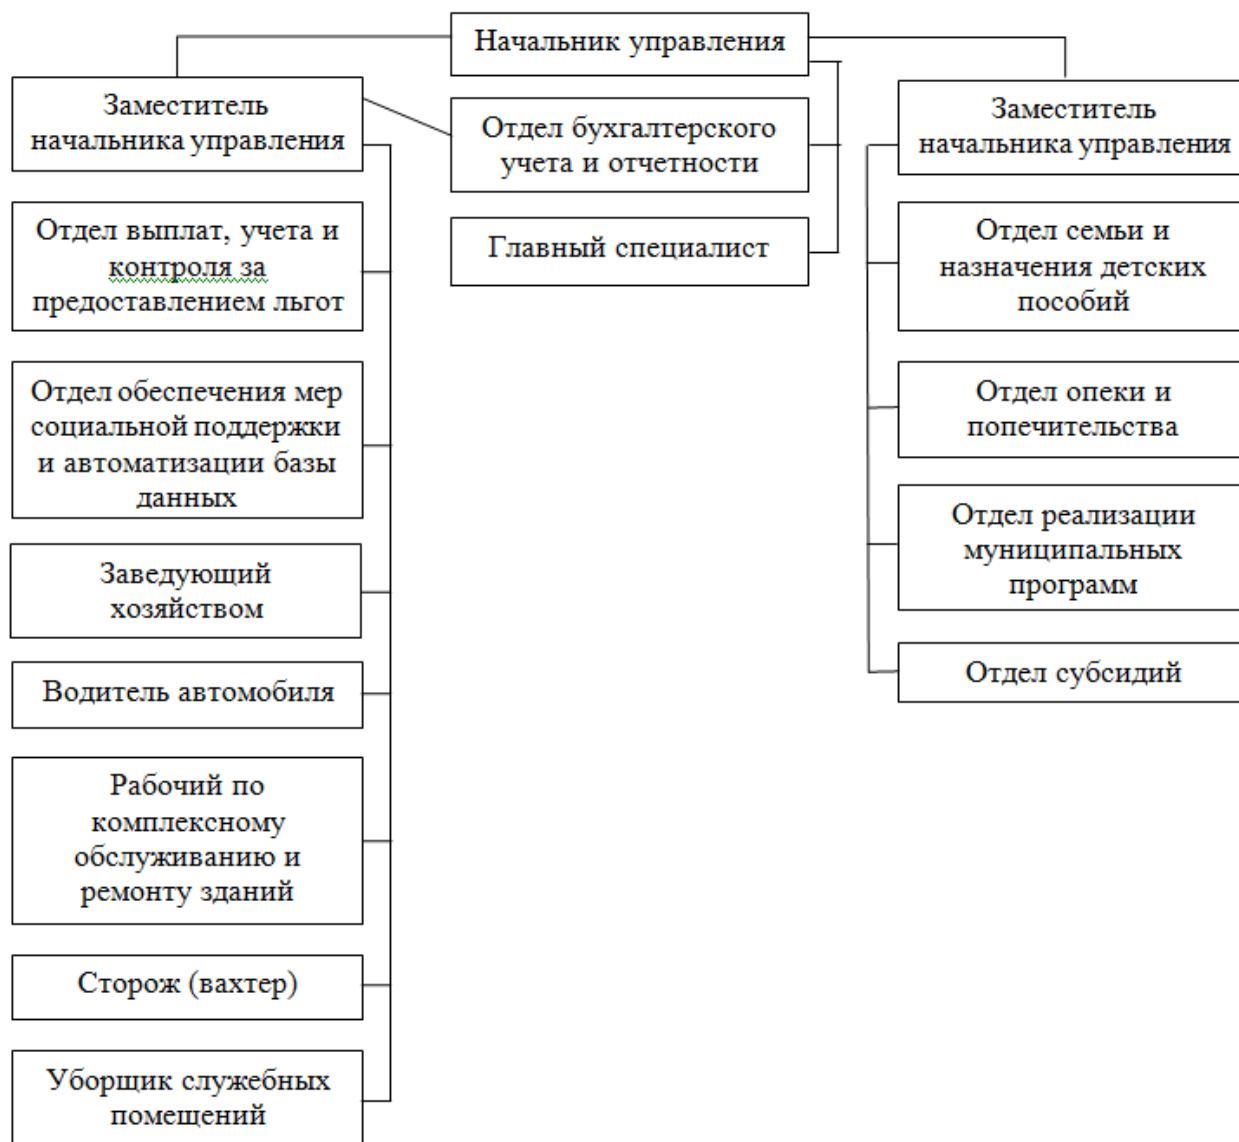 Начальник управления
Заместитель
начальника управления
Отдел бухгалтерского
учета и отчетности
Заместитель
начальника управления
Отдел выплат, учета и
контроля за
предоставлением льгот
Главный специалист
Отдел семьи и
назначения детских
пособий
Отдел обеспечения мер
социальной поддержки
и автоматизации базы
данных
Отдел опеки и
попечительства
Отдел реализации
муниципальных
программ
Заведующий
хозяйством
Водитель автомобиля
Отдел субсидий
Рабочий по
комплексному
обслуживанию и
ремонту зданий
Сторож (вахтер)
Уборщик служебных
помещений